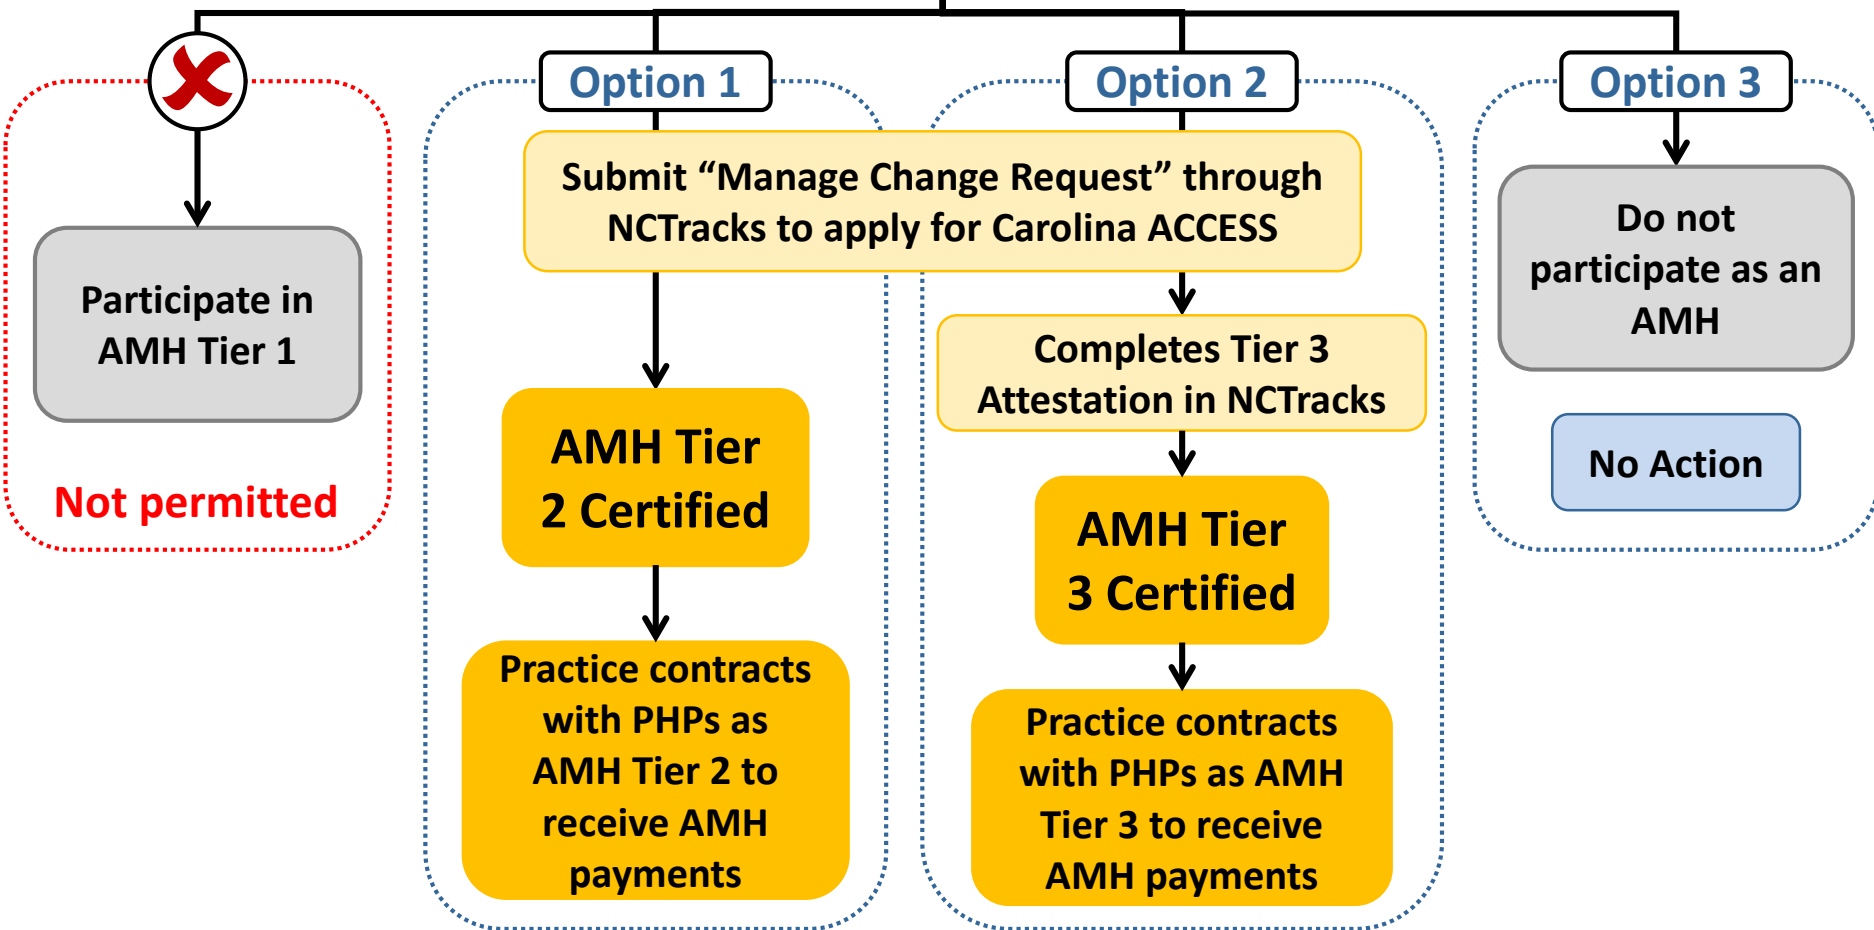 Participate in
AMH Tier 1
Not permitted
Option 1
Option 2
Submit “Manage Change Request” through
NCTracks to apply for Carolina ACCESS
AMH Tier
2 Certified
Practice contracts
with PHPs as
AMH Tier 2 to
receive AMH
payments
Completes Tier 3
Attestation in NCTracks
AMH Tier
3 Certified
Practice contracts
with PHPs as AMH
Tier 3 to receive
AMH payments
Option 3
Do not
participate as an
AMH
No Action